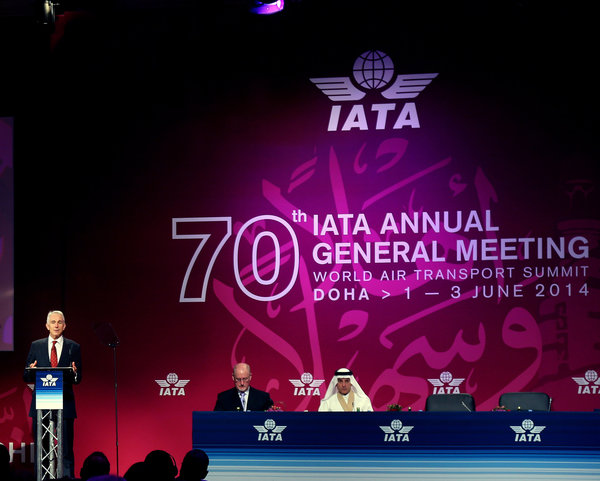 IATA
70th
IATA ANNUAL
GENERAL MEETING
WORLD AIR TRANSPORT SUMMIT
DOHA > 1 — 3 JUNE 2014
IATA
IATA
IATA
IATA
IATA
IATA
IATA
IATA
HI